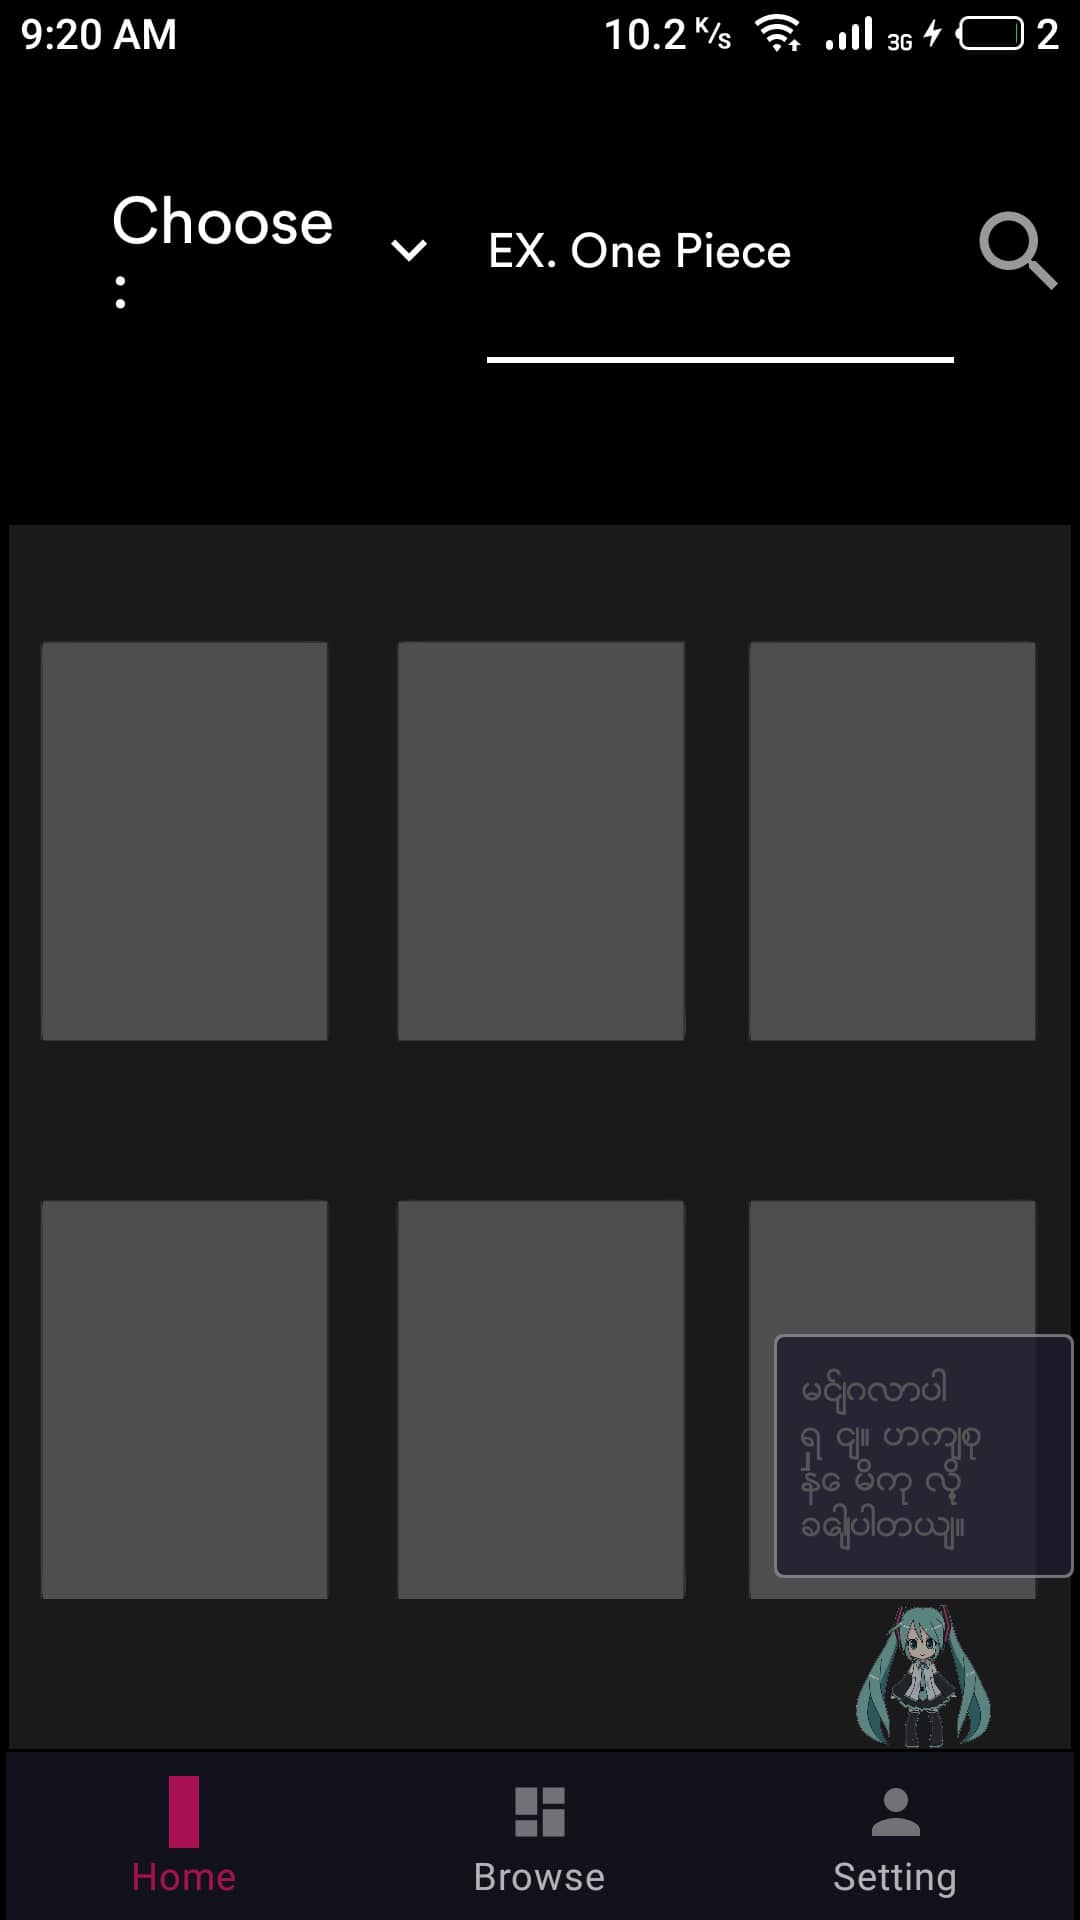 9:20 AM
10.2 K/s 3G 2
Choose
:
EX. One Piece
မင်္ဂျလာပါ
ရှ ငျ။ ဟကျစု
နမေိကု လို့
ခေါျပါတယျ။
Home
Browse
Setting